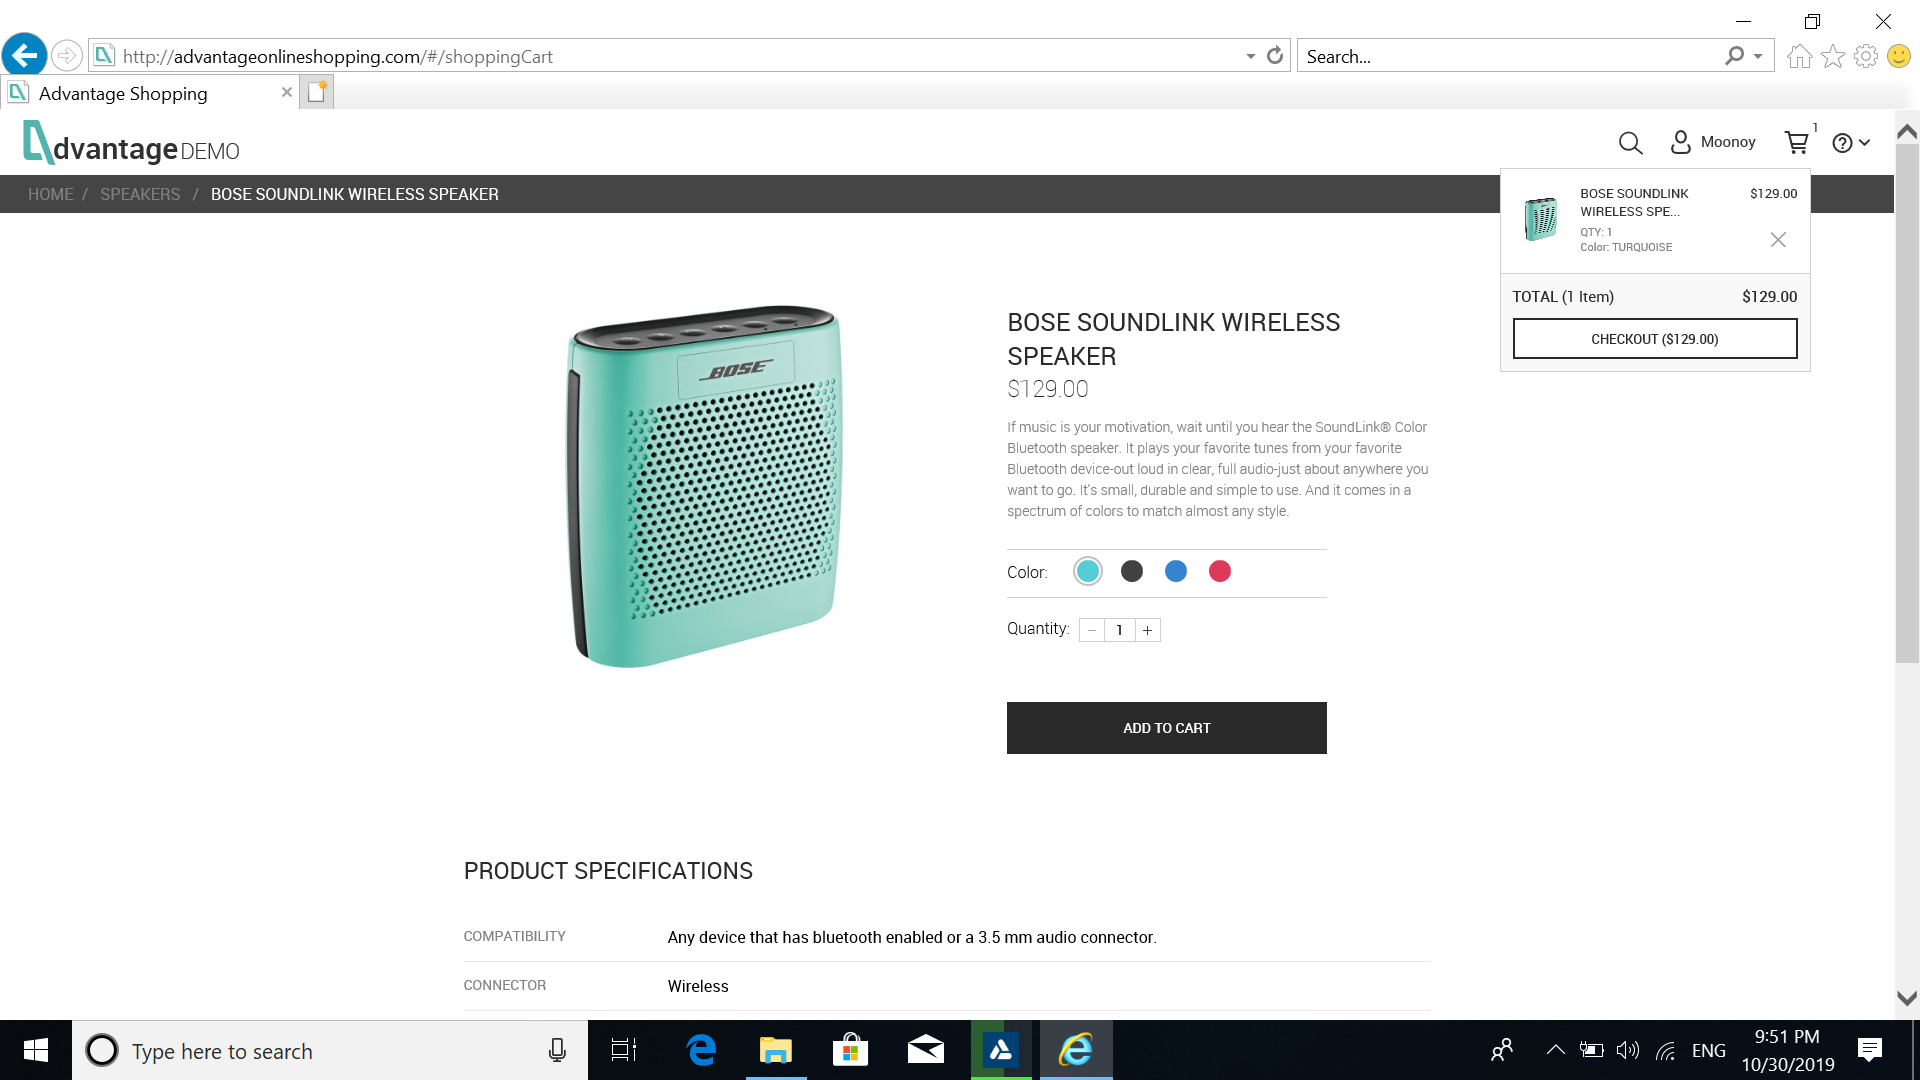 http://advantageonlineshopping.com/#/shoppingCart
Search...
Advantage Shopping
dvantage DEMO
Moonoy
1
HOME / SPEAKERS / BOSE SOUNDLINK WIRELESS SPEAKER
BOSE SOUNDLINK WIRELESS SPE...
$129.00
QTY: 1
Color: TURQUOISE
TOTAL (1 Item) $129.00
CHECKOUT ($129.00)
BOSE
BOSE SOUNDLINK WIRELESS
SPEAKER
$129.00
If music is your motivation, wait until you hear the SoundLink® Color
Bluetooth speaker. It plays your favorite tunes from your favorite
Bluetooth device-out loud in clear, full audio-just about anywhere you
want to go. It's small, durable and simple to use. And it comes in a
spectrum of colors to match almost any style.
Color:
Quantity: − 1 +
ADD TO CART
PRODUCT SPECIFICATIONS
COMPATIBILITY Any device that has bluetooth enabled or a 3.5 mm audio connector.
CONNECTOR Wireless
Type here to search
ENG
9:51 PM
10/30/2019